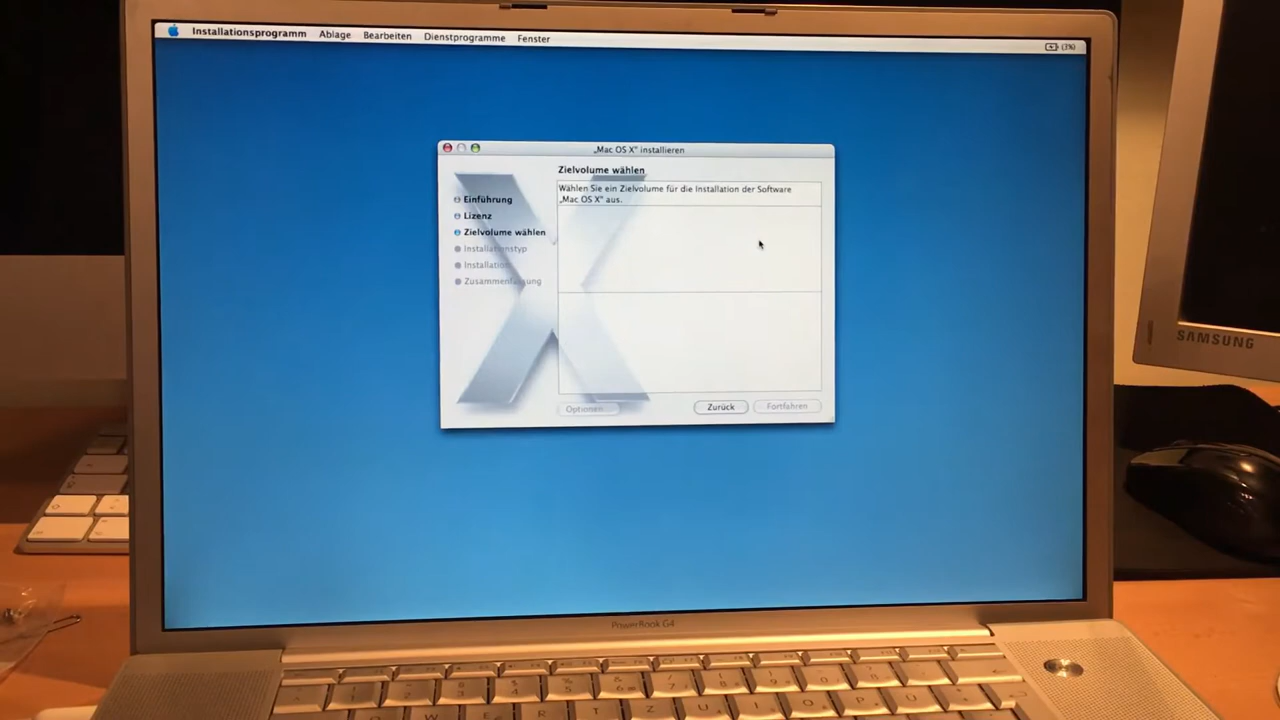 Installationsprogramm Ablage Bearbeiten Dienstprogramme Fenster (3%)
„Mac OS X“ installieren
Zielvolume wählen
Wählen Sie ein Zielvolume für die Installation der Software
„Mac OS X“ aus.
Einführung
Lizenz
Zielvolume wählen
Installationstyp
Installation
Zusammenfassung
Optionen...
Zurück
Fortfahren
SAMSUNG
PowerBook G4